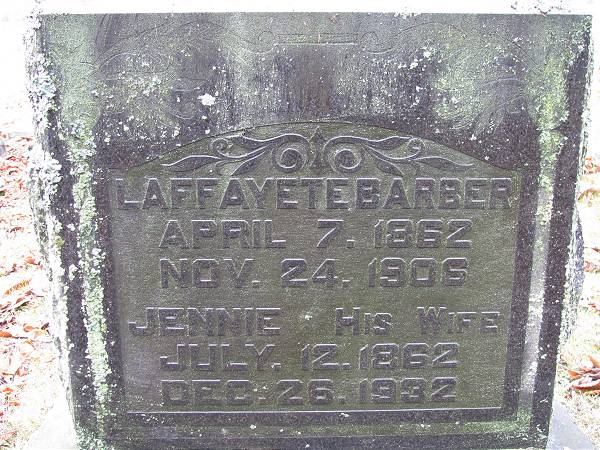 LAFFAYETE BARBER
APRIL 7. 1862
NOV. 24. 1906
JENNIE HIS WIFE
JULY. 12. 1862
DEC. 26. 1932